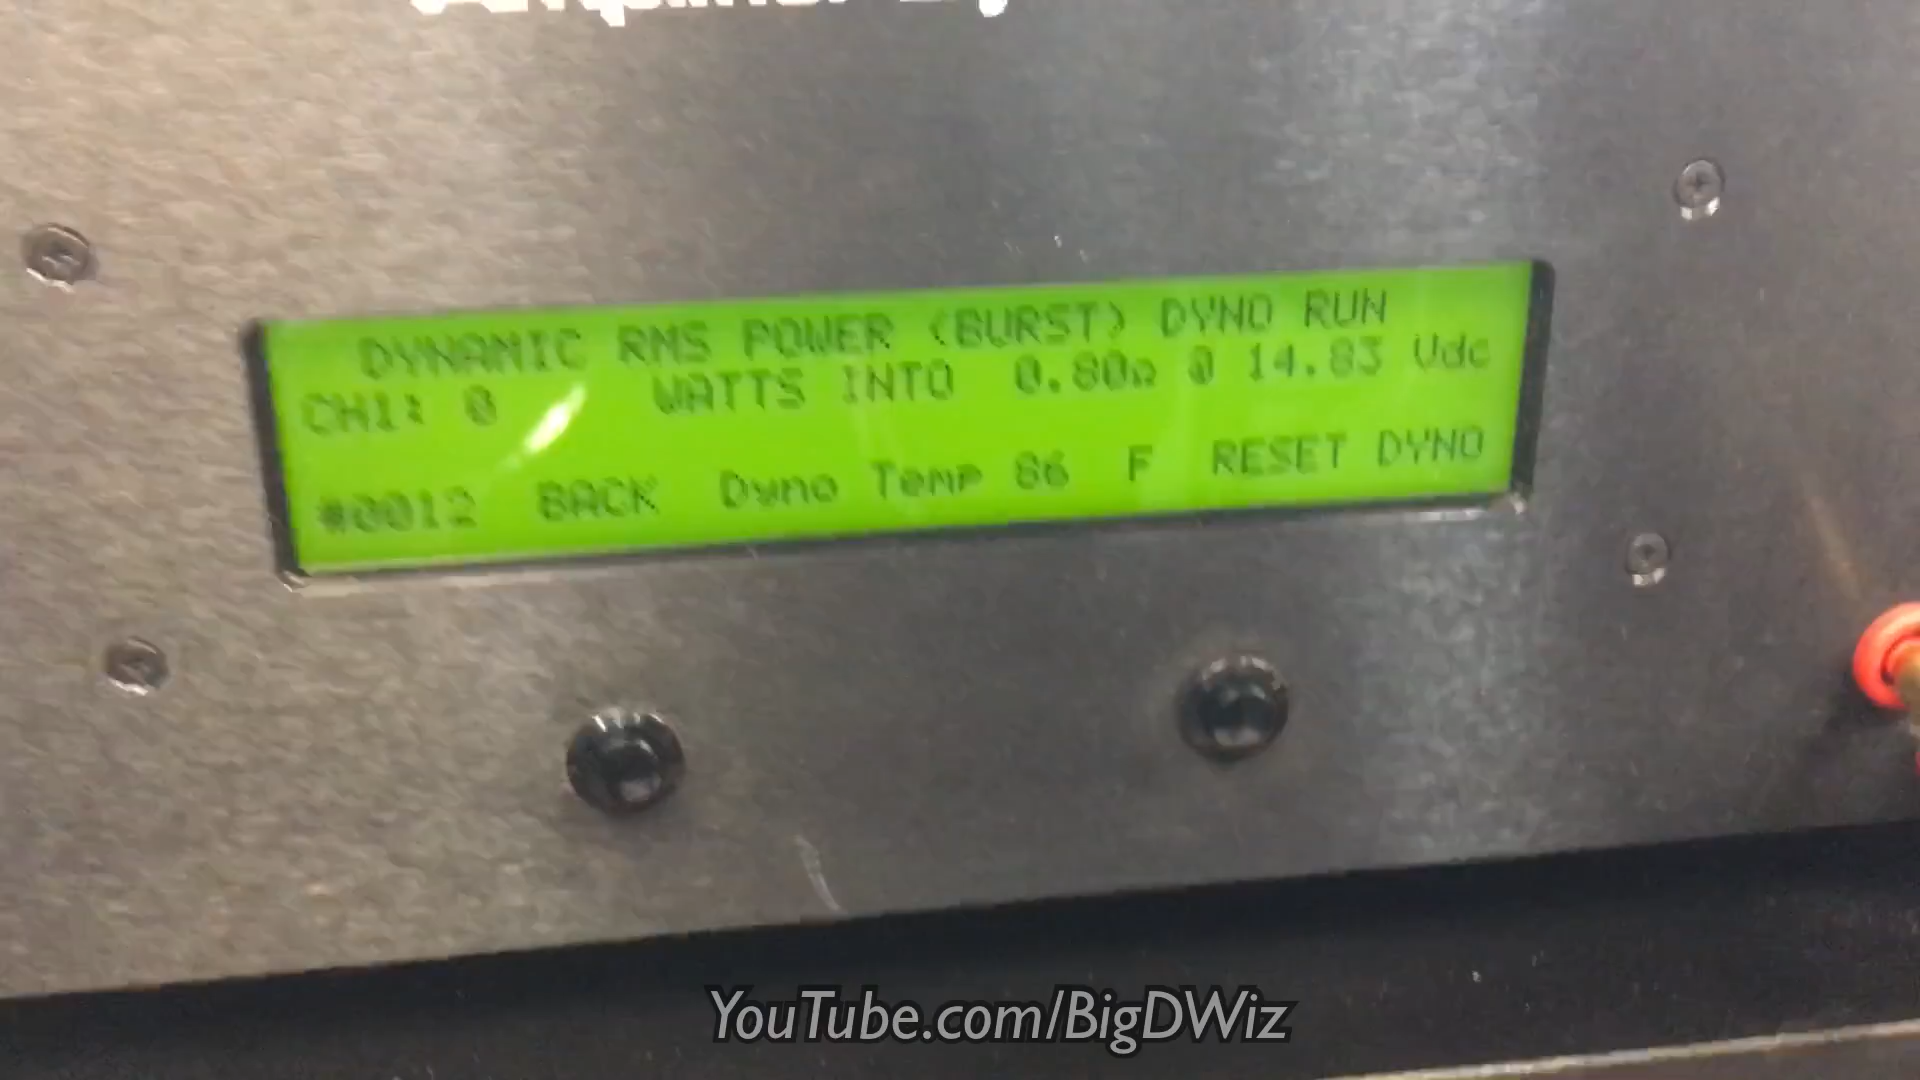 DYNAMIC RMS POWER (BURST) DYNO RUN
CH1: 0 WATTS INTO 0.80Ω @ 14.83 Vdc
#0012 BACK Dyno Temp 86 F RESET DYNO
YouTube.com/BigDWiz